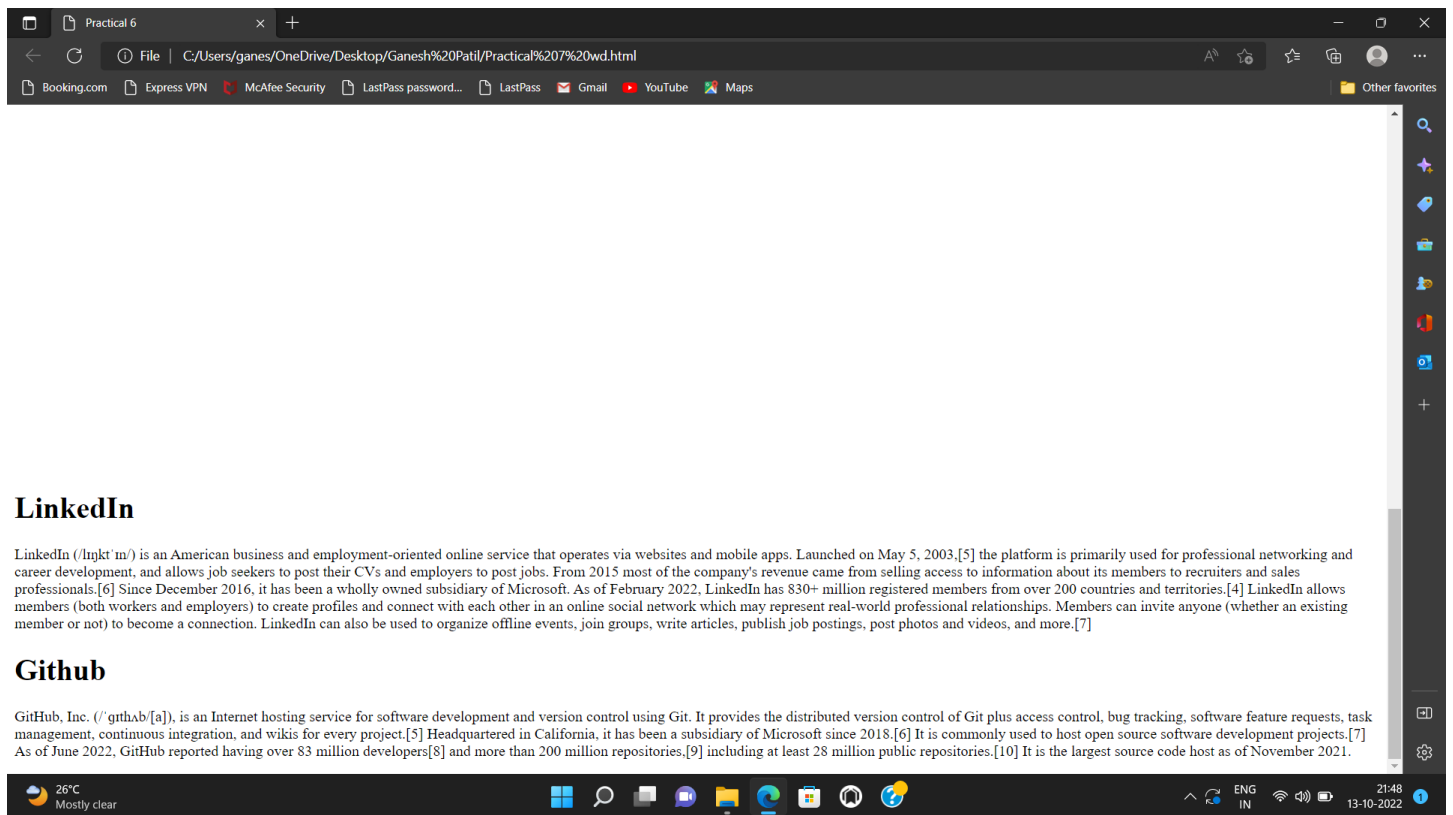 Practical 6
File | C:/Users/ganes/OneDrive/Desktop/Ganesh%20Patil/Practical%207%20wd.html
Booking.com Express VPN McAfee Security LastPass password... LastPass Gmail YouTube Maps Other favorites
LinkedIn
LinkedIn (/lɪŋktˈɪn/) is an American business and employment-oriented online service that operates via websites and mobile apps. Launched on May 5, 2003,[5] the platform is primarily used for professional networking and
career development, and allows job seekers to post their CVs and employers to post jobs. From 2015 most of the company's revenue came from selling access to information about its members to recruiters and sales
professionals.[6] Since December 2016, it has been a wholly owned subsidiary of Microsoft. As of February 2022, LinkedIn has 830+ million registered members from over 200 countries and territories.[4] LinkedIn allows
members (both workers and employers) to create profiles and connect with each other in an online social network which may represent real-world professional relationships. Members can invite anyone (whether an existing
member or not) to become a connection. LinkedIn can also be used to organize offline events, join groups, write articles, publish job postings, post photos and videos, and more.[7]
Github
GitHub, Inc. (/ˈɡɪthʌb/[a]), is an Internet hosting service for software development and version control using Git. It provides the distributed version control of Git plus access control, bug tracking, software feature requests, task
management, continuous integration, and wikis for every project.[5] Headquartered in California, it has been a subsidiary of Microsoft since 2018.[6] It is commonly used to host open source software development projects.[7]
As of June 2022, GitHub reported having over 83 million developers[8] and more than 200 million repositories,[9] including at least 28 million public repositories.[10] It is the largest source code host as of November 2021.
26°C
Mostly clear
ENG
IN
21:48
13-10-2022
1